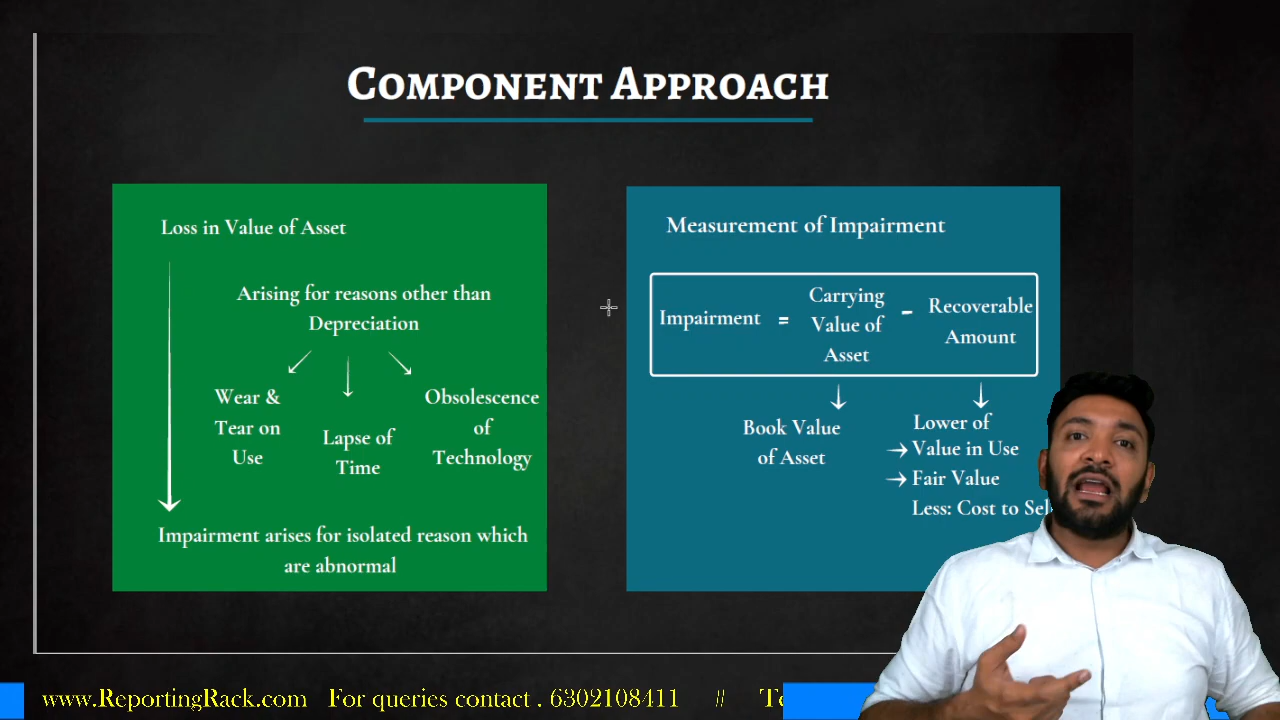 COMPONENT APPROACH
Loss in Value of Asset
Arising for reasons other than
Depreciation
Wear &
Tear on
Use
Lapse of
Time
Obsolescence
of
Technology
Impairment arises for isolated reason which
are abnormal
Measurement of Impairment
Impairment = Carrying Value of Asset - Recoverable Amount
Book Value
of Asset
Lower of
Value in Use
Fair Value
Less: Cost to Sel
www.ReportingRack.com For queries contact . 6302108411 #